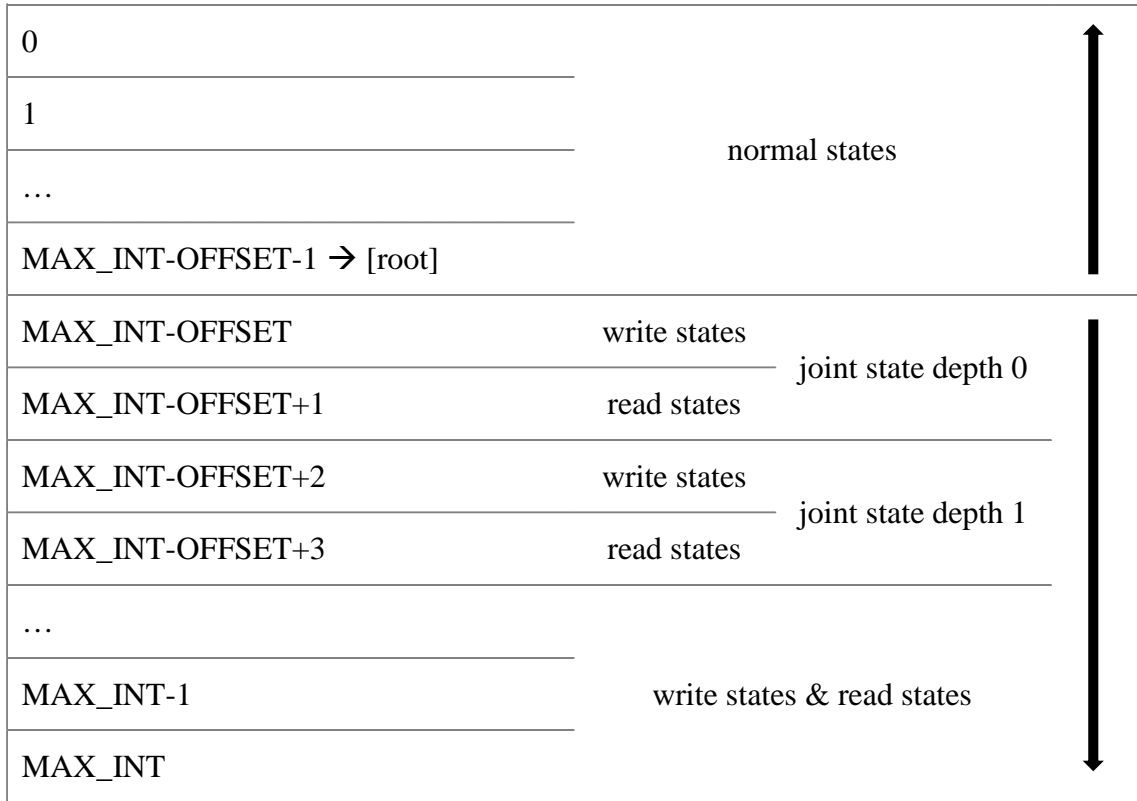 0
1
normal states
…
MAX_INT-OFFSET-1 → [root]
MAX_INT-OFFSET write states
joint state depth 0
MAX_INT-OFFSET+1 read states
MAX_INT-OFFSET+2 write states
joint state depth 1
MAX_INT-OFFSET+3 read states
…
MAX_INT-1 write states & read states
MAX_INT